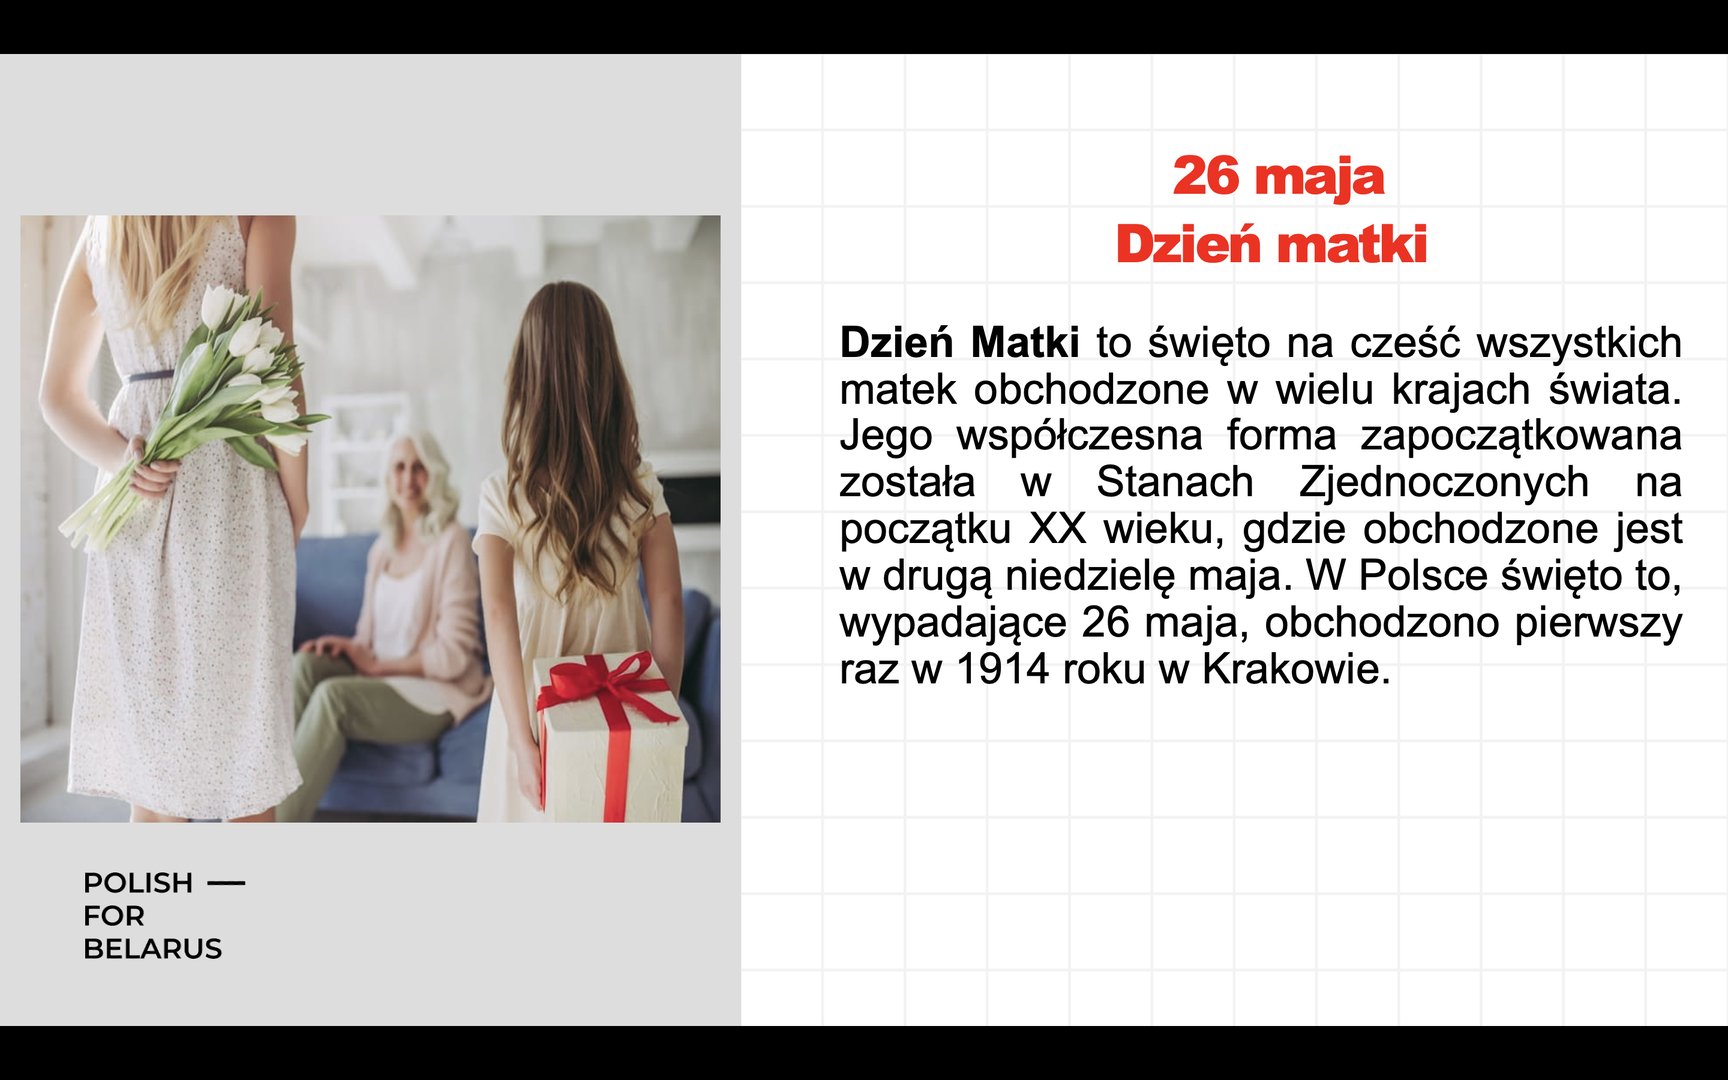 26 maja
Dzień matki
Dzień Matki to święto na cześć wszystkich
matek obchodzone w wielu krajach świata.
Jego współczesna forma zapoczątkowana
została w Stanach Zjednoczonych na
początku XX wieku, gdzie obchodzone jest
w drugą niedzielę maja. W Polsce święto to,
wypadające 26 maja, obchodzono pierwszy
raz w 1914 roku w Krakowie.
POLISH —
FOR
BELARUS